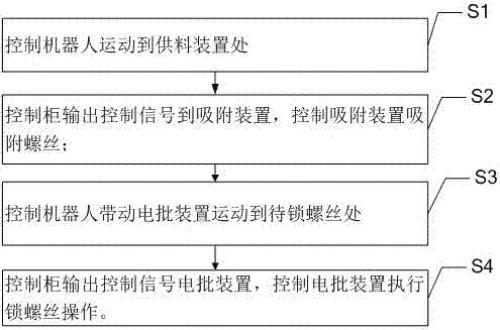 控制机器人运动到供料装置处
S1
控制柜输出控制信号到吸附装置，控制吸附装置吸
附螺丝；
S2
控制机器人带动电批装置运动到待锁螺丝处
S3
控制柜输出控制信号电批装置，控制电批装置执行
锁螺丝操作。
S4